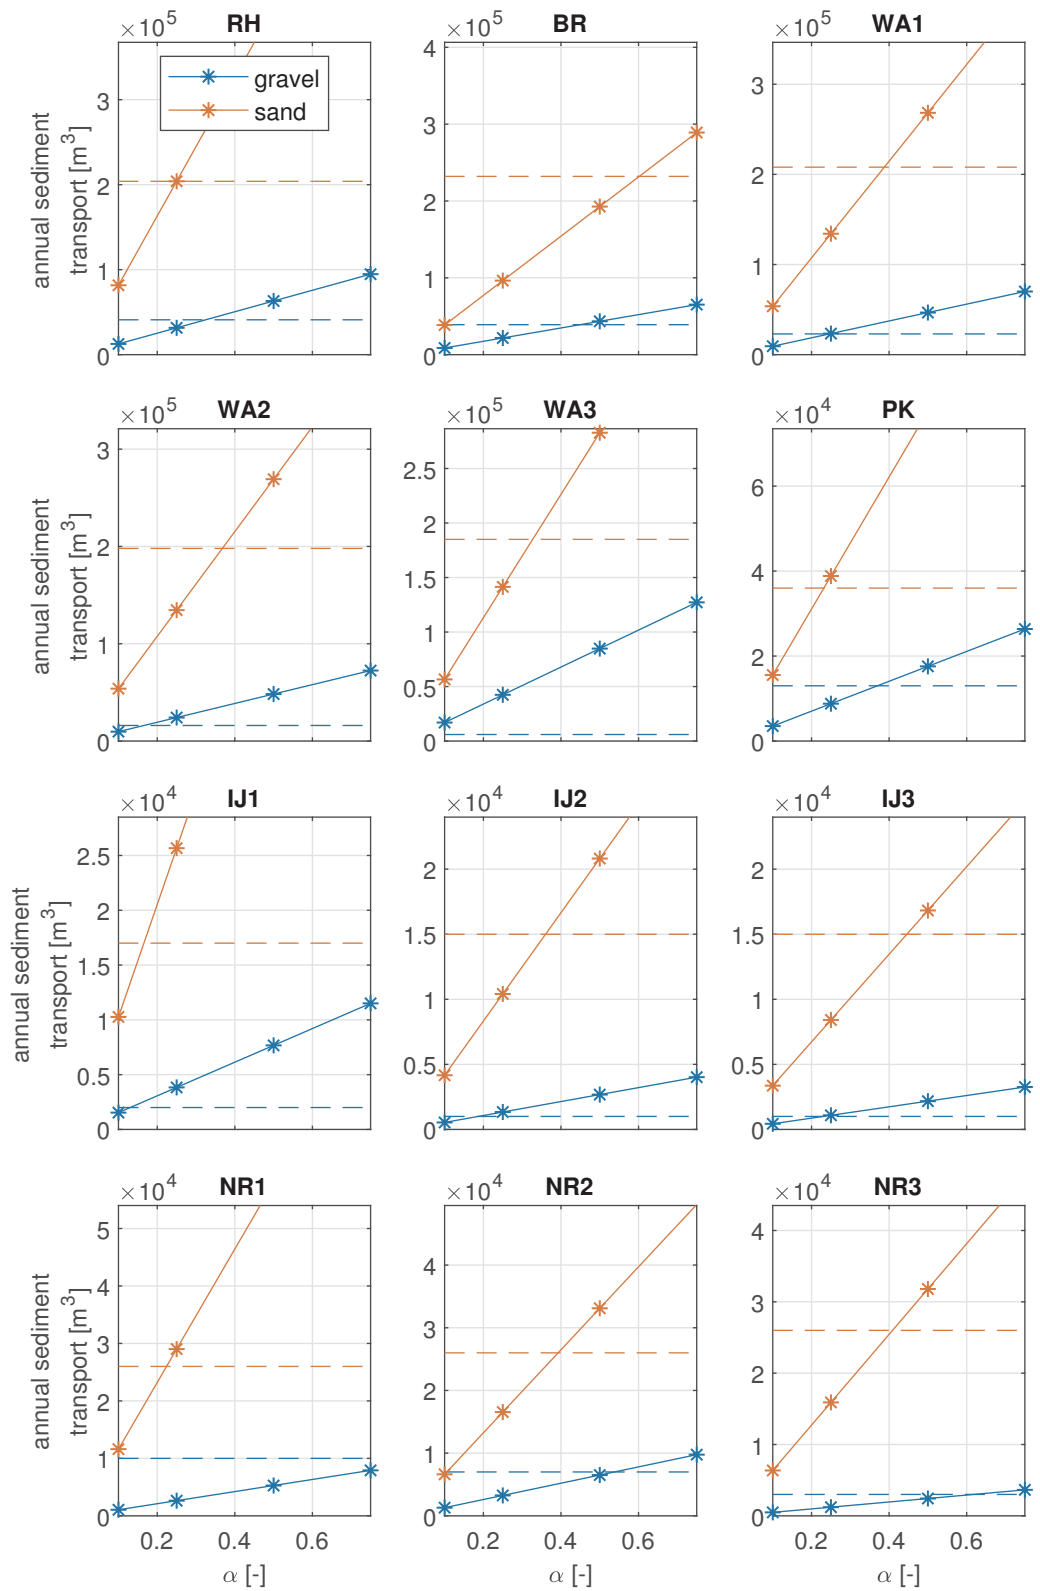 ×10^5 RH
gravel
sand
3
2
1
0
annual sediment
transport [m^3]
×10^5 BR
4
3
2
1
0
×10^5 WA1
3
2
1
0
×10^5 WA2
3
2
1
0
annual sediment
transport [m^3]
×10^5 WA3
2.5
2
1.5
1
0.5
0
×10^4 PK
6
4
2
0
×10^4 IJ1
2.5
2
1.5
1
0.5
0
annual sediment
transport [m^3]
×10^4 IJ2
2
1.5
1
0.5
0
×10^4 IJ3
2
1.5
1
0.5
0
×10^4 NR1
5
4
3
2
1
0
annual sediment
transport [m^3]
0.2 0.4 0.6
α [-]
×10^4 NR2
4
3
2
1
0
0.2 0.4 0.6
α [-]
×10^4 NR3
4
3
2
1
0
0.2 0.4 0.6
α [-]